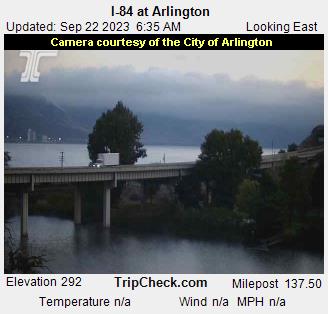 I-84 at Arlington
Updated: Sep 22 2023 6:35 AM Looking East
Camera courtesy of the City of Arlington
Elevation 292 TripCheck.com Milepost 137.50
Temperature n/a Wind n/a MPH n/a